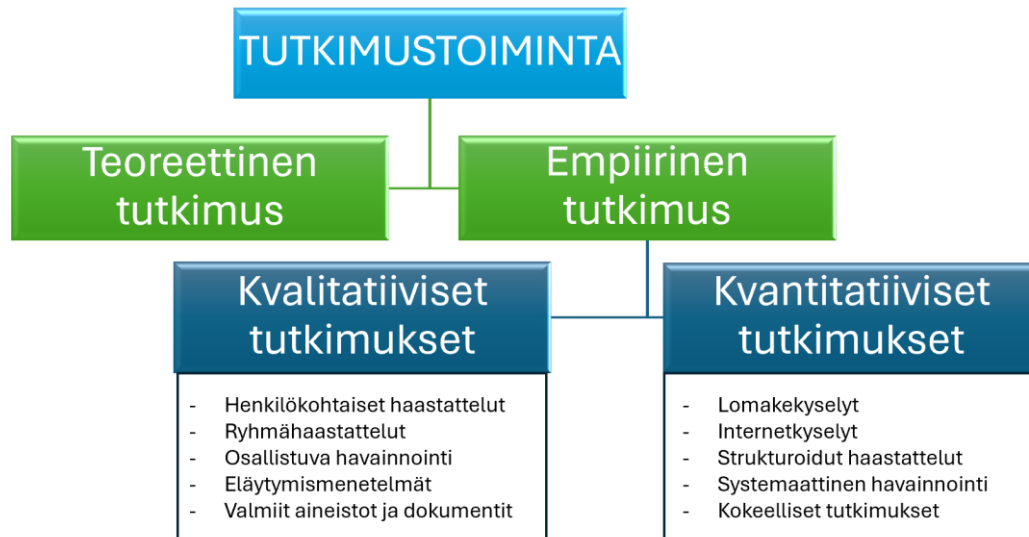 TUTKIMUSTOIMINTA
Teoreettinen
tutkimus
Empiirinen
tutkimus
Kvalitatiiviset
tutkimukset
- Henkilökohtaiset haastattelut
- Ryhmähaastattelut
- Osallistuva havainnointi
- Eläytymismenetelmät
- Valmiit aineistot ja dokumentit
Kvantitatiiviset
tutkimukset
- Lomakekyselyt
- Internetkyselyt
- Strukturoidut haastattelut
- Systemaattinen havainnointi
- Kokeelliset tutkimukset